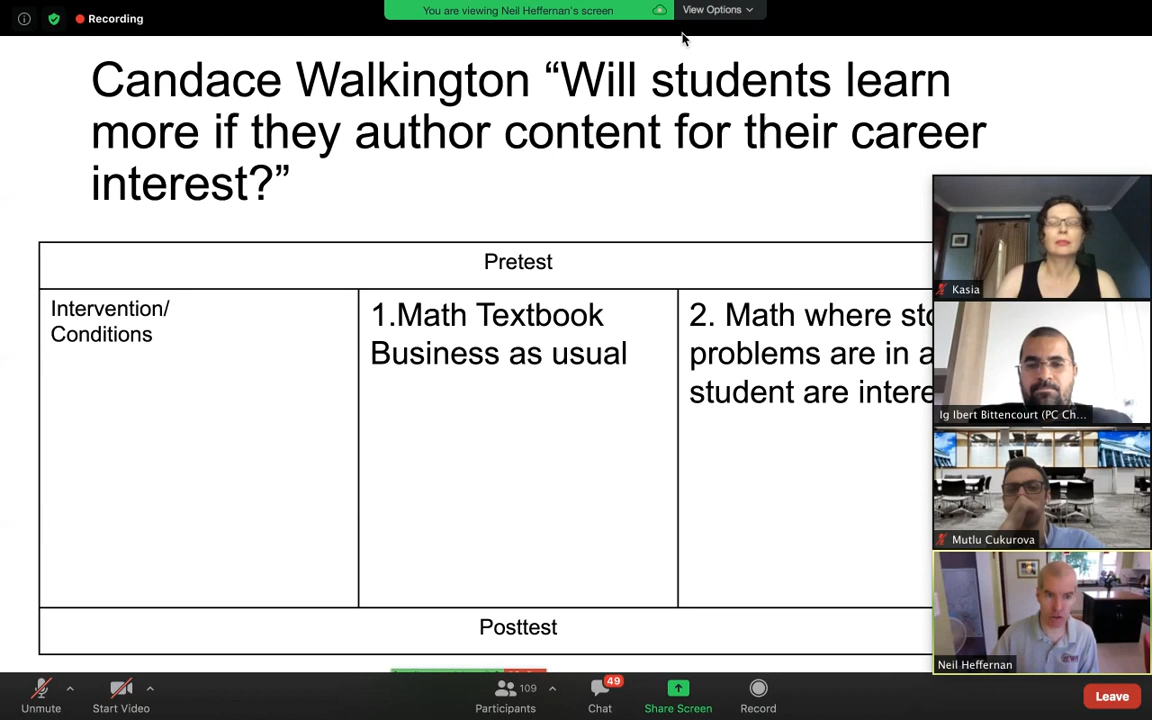 Recording
You are viewing Neil Heffernan's screen
View Options
Candace Walkington “Will students learn
more if they author content for their career
interest?”
Pretest
Intervention/
Conditions
1.Math Textbook
Business as usual
2. Math where
problems are in
student are
Posttest
Kasia
Ig Ibert Bittencourt (PC Ch...
Mutlu Cukurova
Neil Heffernan
Unmute
Start Video
109
Participants
49
Chat
Share Screen
Record
Leave